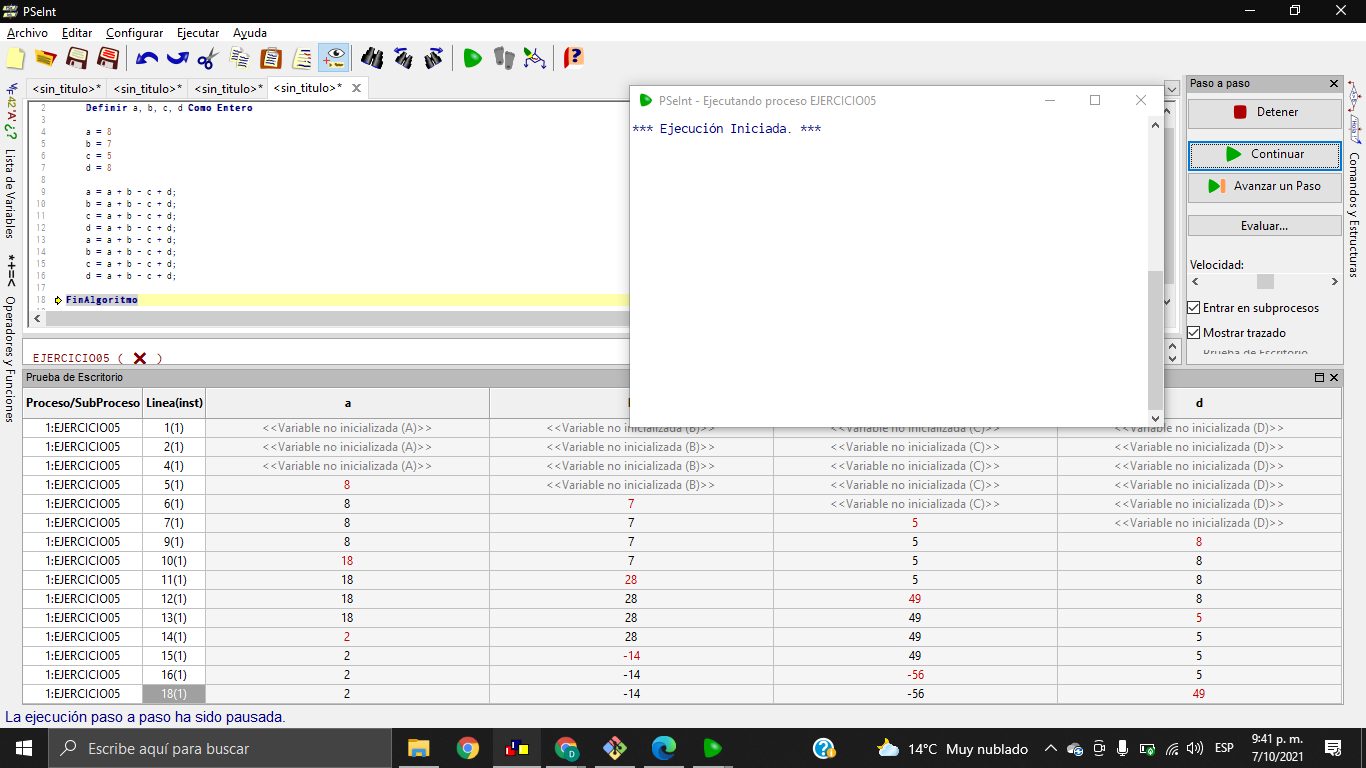 PSeInt
Archivo Editar Configurar Ejecutar Ayuda
<sin_titulo>* <sin_titulo>* <sin_titulo>* <sin_titulo>*
2 Definir a, b, c, d Como Entero
3
4 a = 8
5 b = 7
6 c = 5
7 d = 8
8
9 a = a + b - c + d;
10 b = a + b - c + d;
11 c = a + b - c + d;
12 d = a + b - c + d;
13 a = a + b - c + d;
14 b = a + b - c + d;
15 c = a + b - c + d;
16 d = a + b - c + d;
17
18 FinAlgoritmo
42 'A' ¿?
Lista de Variables
*+=<
Operadores y Funciones
PSeInt - Ejecutando proceso EJERCICIO05
*** Ejecución Iniciada. ***
Paso a paso
Detener
Continuar
Avanzar un Paso
Evaluar...
Velocidad:
Entrar en subprocesos
Mostrar trazado
Prueba de Escritorio
Comandos y Estructuras
EJERCICIO05 ( )
Prueba de Escritorio
Proceso/SubProceso Linea(inst) a d
1:EJERCICIO05 1(1) <<Variable no inicializada (A)>> <<Variable no inicializada (B)>> <<Variable no inicializada (C)>> <<Variable no inicializada (D)>>
1:EJERCICIO05 2(1) <<Variable no inicializada (A)>> <<Variable no inicializada (B)>> <<Variable no inicializada (C)>> <<Variable no inicializada (D)>>
1:EJERCICIO05 4(1) <<Variable no inicializada (A)>> <<Variable no inicializada (B)>> <<Variable no inicializada (C)>> <<Variable no inicializada (D)>>
1:EJERCICIO05 5(1) 8 <<Variable no inicializada (B)>> <<Variable no inicializada (C)>> <<Variable no inicializada (D)>>
1:EJERCICIO05 6(1) 8 7 <<Variable no inicializada (C)>> <<Variable no inicializada (D)>>
1:EJERCICIO05 7(1) 8 7 5 <<Variable no inicializada (D)>>
1:EJERCICIO05 9(1) 8 7 5 8
1:EJERCICIO05 10(1) 18 7 5 8
1:EJERCICIO05 11(1) 18 28 5 8
1:EJERCICIO05 12(1) 18 28 49 8
1:EJERCICIO05 13(1) 18 28 49 5
1:EJERCICIO05 14(1) 2 28 49 5
1:EJERCICIO05 15(1) 2 -14 49 5
1:EJERCICIO05 16(1) 2 -14 -56 5
1:EJERCICIO05 18(1) 2 -14 -56 49
La ejecución paso a paso ha sido pausada.
Escribe aquí para buscar
14°C Muy nublado
ESP
9:41 p. m.
7/10/2021